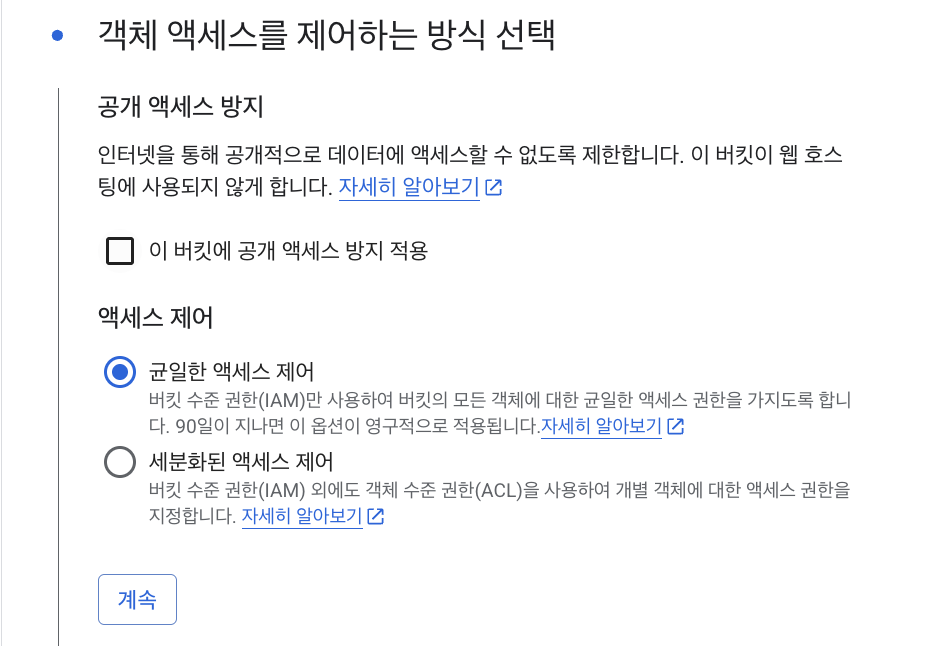 객체 액세스를 제어하는 방식 선택
공개 액세스 방지
인터넷을 통해 공개적으로 데이터에 액세스할 수 없도록 제한합니다. 이 버킷이 웹 호스
팅에 사용되지 않게 합니다. 자세히 알아보기
이 버킷에 공개 액세스 방지 적용
액세스 제어
균일한 액세스 제어
버킷 수준 권한(IAM)만 사용하여 버킷의 모든 객체에 대한 균일한 액세스 권한을 가지도록 합니
다. 90일이 지나면 이 옵션이 영구적으로 적용됩니다.자세히 알아보기
세분화된 액세스 제어
버킷 수준 권한(IAM) 외에도 객체 수준 권한(ACL)을 사용하여 개별 객체에 대한 액세스 권한을
지정합니다. 자세히 알아보기
계속